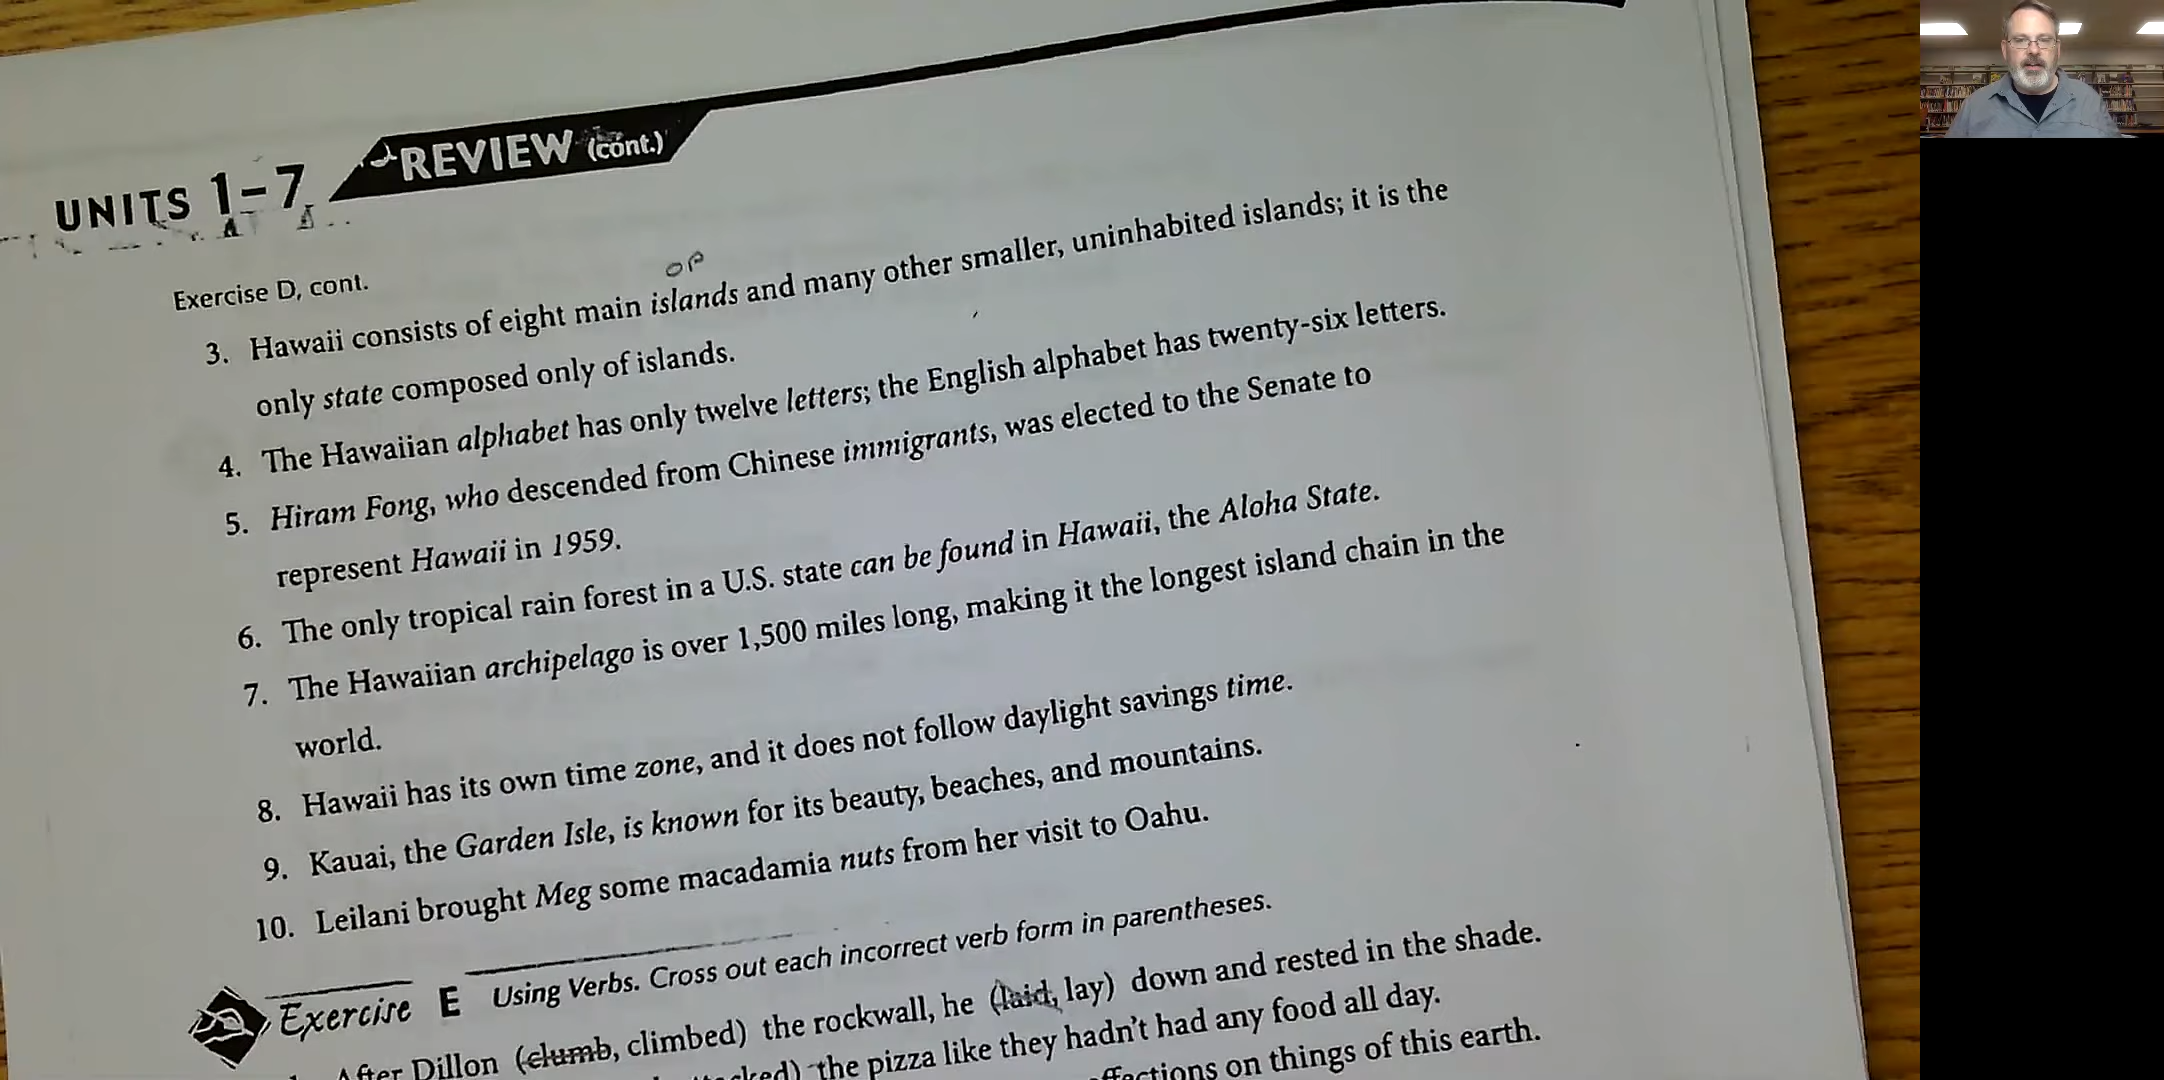 UNITS 1–7 REVIEW (cont.)
Exercise D, cont.
OP
3. Hawaii consists of eight main islands and many other smaller, uninhabited islands; it is the
only state composed only of islands.
4. The Hawaiian alphabet has only twelve letters; the English alphabet has twenty-six letters.
5. Hiram Fong, who descended from Chinese immigrants, was elected to the Senate to
represent Hawaii in 1959.
6. The only tropical rain forest in a U.S. state can be found in Hawaii, the Aloha State.
7. The Hawaiian archipelago is over 1,500 miles long, making it the longest island chain in the
world.
8. Hawaii has its own time zone, and it does not follow daylight savings time.
9. Kauai, the Garden Isle, is known for its beauty, beaches, and mountains.
10. Leilani brought Meg some macadamia nuts from her visit to Oahu.
Exercise E Using Verbs. Cross out each incorrect verb form in parentheses.
After Dillon (clumb, climbed) the rockwall, he (laid, lay) down and rested in the shade.
the pizza like they hadn't had any food all day.
on things of this earth.